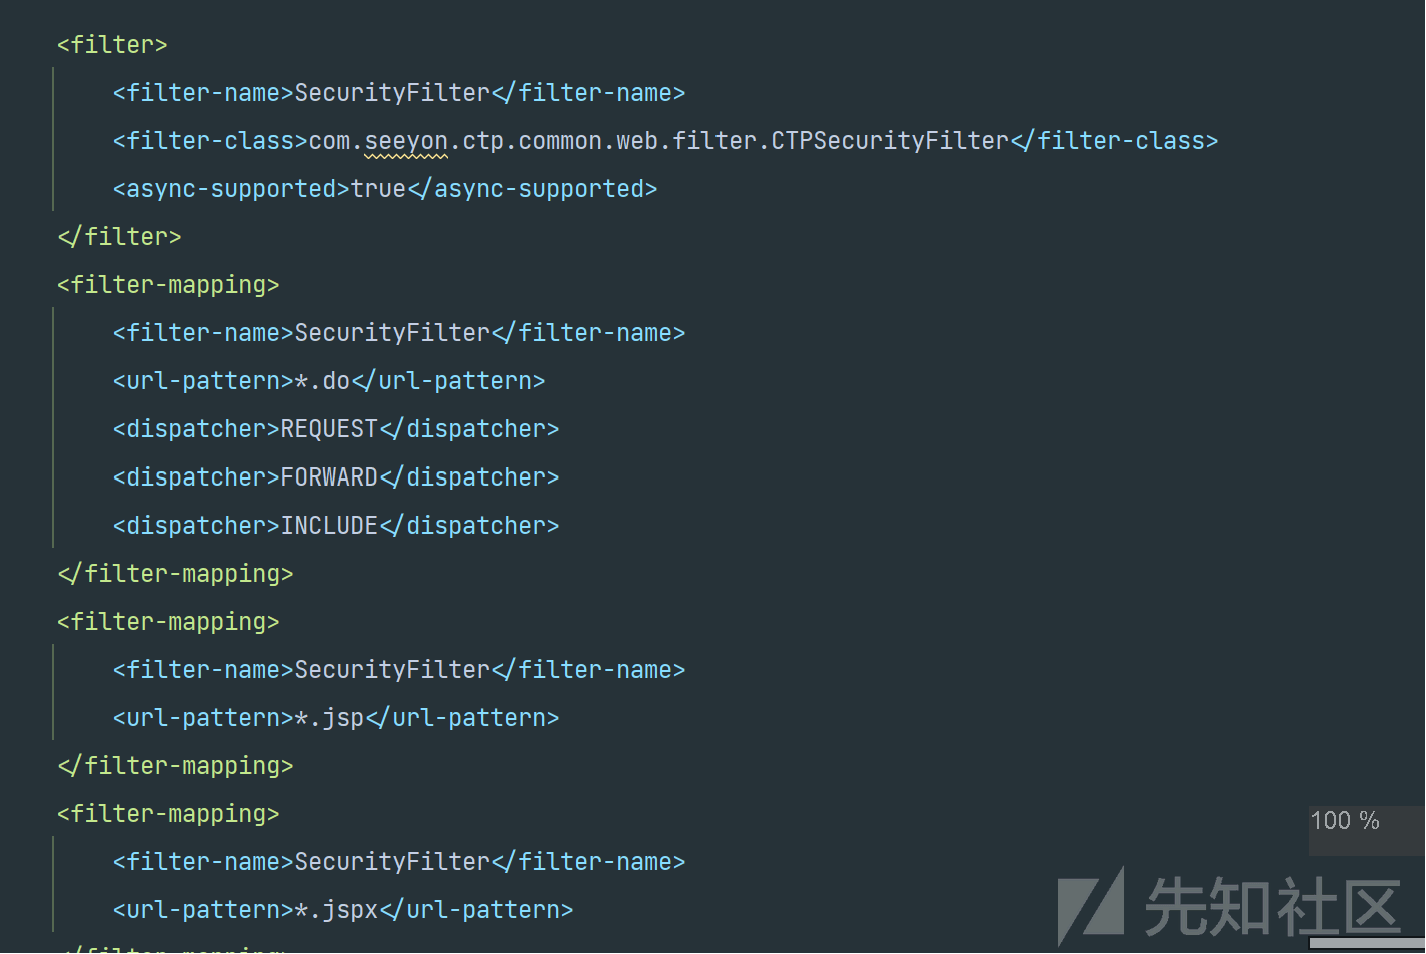 <filter>
<filter-name>SecurityFilter</filter-name>
<filter-class>com.seeyon.ctp.common.web.filter.CTPSecurityFilter</filter-class>
<async-supported>true</async-supported>
</filter>
<filter-mapping>
<filter-name>SecurityFilter</filter-name>
<url-pattern>*.do</url-pattern>
<dispatcher>REQUEST</dispatcher>
<dispatcher>FORWARD</dispatcher>
<dispatcher>INCLUDE</dispatcher>
</filter-mapping>
<filter-mapping>
<filter-name>SecurityFilter</filter-name>
<url-pattern>*.jsp</url-pattern>
</filter-mapping>
<filter-mapping>
<filter-name>SecurityFilter</filter-name>
<url-pattern>*.jspx</url-pattern>
</filter-mapping>
100 %
先知社区